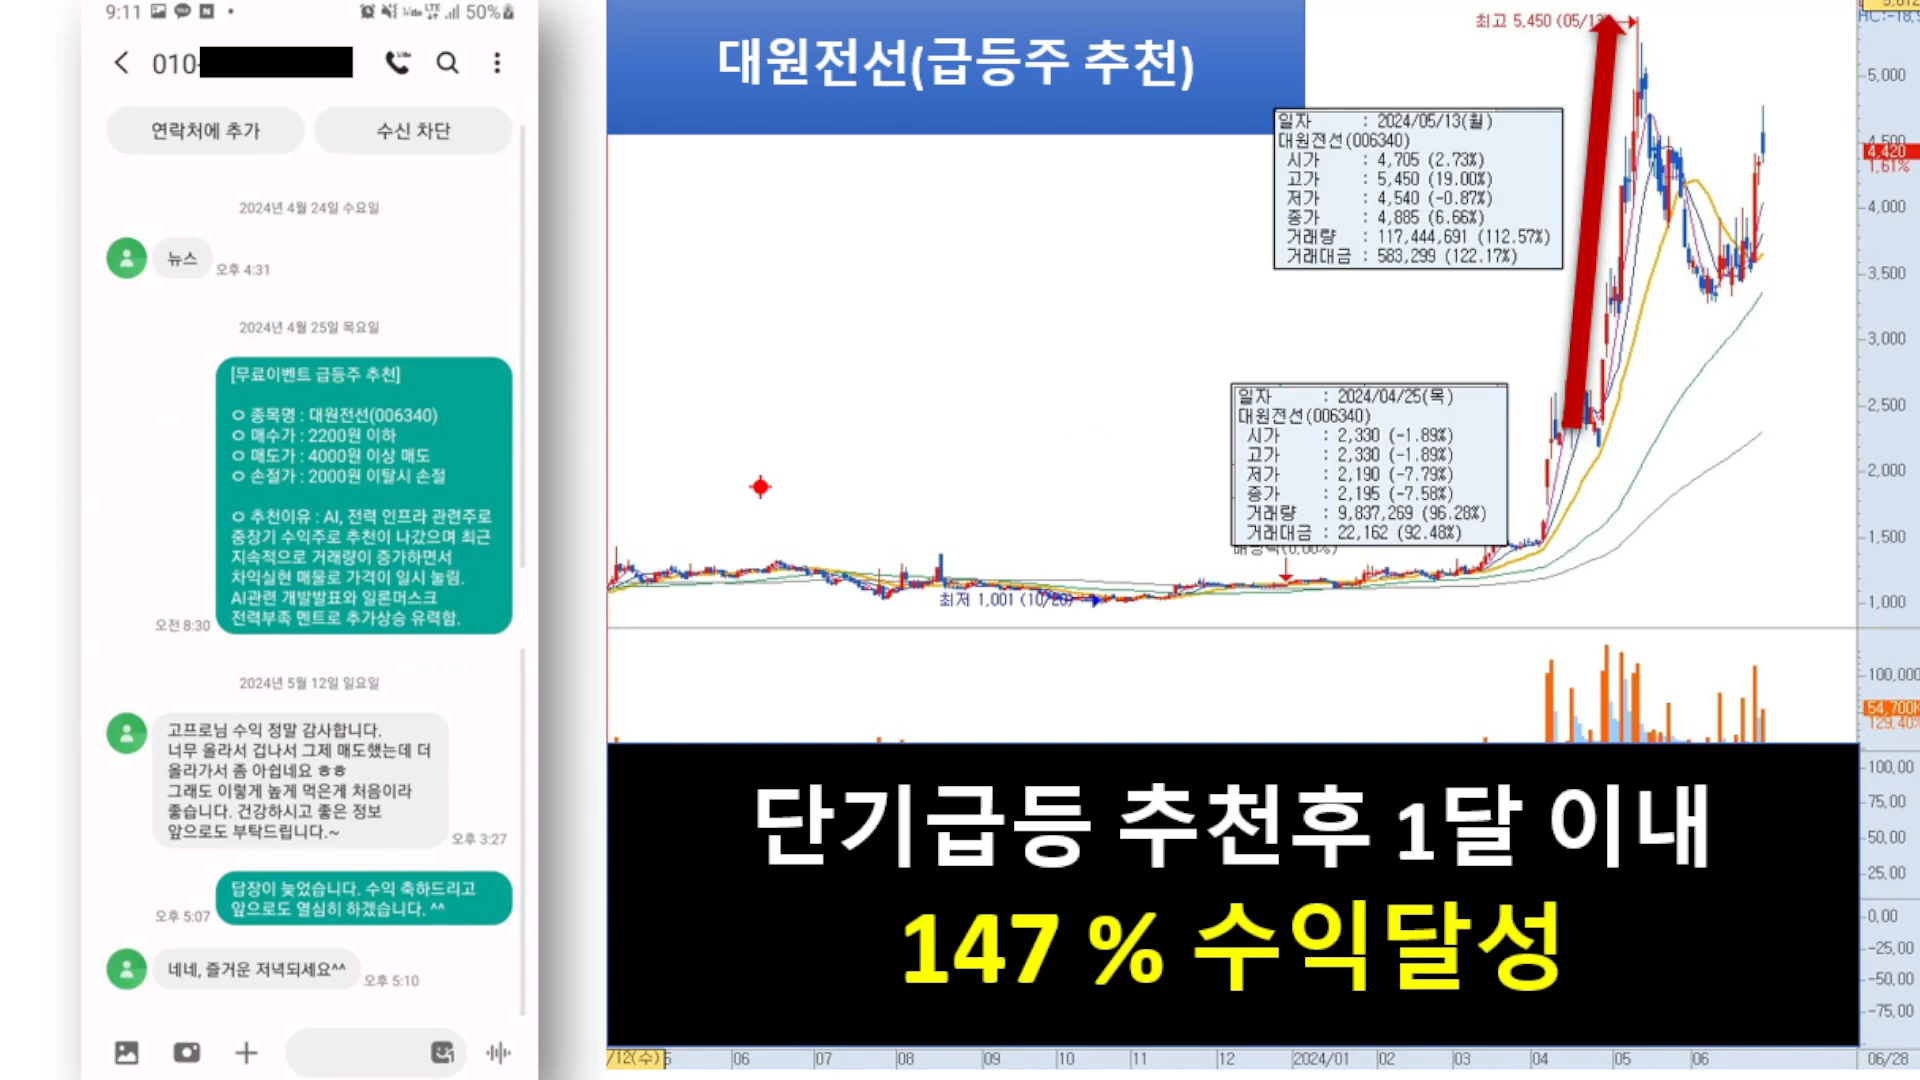 9:11
50%
010-
연락처에 추가
수신 차단
2024년 4월 24일 수요일
뉴스
오후 4:31
2024년 4월 25일 목요일
[무료이벤트 급등주 추천]
ㅇ 종목명 : 대원전선(006340)
ㅇ 매수가 : 2200원 이하
ㅇ 매도가 : 4000원 이상 매도
ㅇ 손절가 : 2000원 이탈시 손절
ㅇ 추천이유 : AI, 전력 인프라 관련주로
중장기 수익주로 추천이 나갔으며 최근
지속적으로 거래량이 증가하면서
차익실현 매물로 가격이 일시 눌림.
AI관련 개발발표와 일론머스크
전력부족 멘트로 추가상승 유력함.
오전 8:30
2024년 5월 12일 일요일
고프로님 수익 정말 감사합니다.
너무 올라서 겁나서 그제 매도했는데 더
올라가서 좀 아쉽네요 ㅎㅎ
그래도 이렇게 높게 먹은게 처음이라
좋습니다. 건강하시고 좋은 정보
앞으로도 부탁드립니다.~
오후 3:27
답장이 늦었습니다. 수익 축하드리고
앞으로도 열심히 하겠습니다. ^^
오후 5:07
네네, 즐거운 저녁되세요^^
오후 5:10
대원전선(급등주 추천)
최고 5,450 (05/13)
일자 : 2024/05/13(월)
대원전선(006340)
시가 : 4,705 (2.73%)
고가 : 5,450 (19.00%)
저가 : 4,540 (-0.87%)
종가 : 4,885 (6.66%)
거래량 : 117,444,691 (112.57%)
거래대금 : 583,299 (122.17%)
일자 : 2024/04/25(목)
대원전선(006340)
시가 : 2,330 (-1.89%)
고가 : 2,330 (-1.89%)
저가 : 2,190 (-7.79%)
종가 : 2,195 (-7.58%)
거래량 : 9,837,269 (96.28%)
거래대금 : 22,162 (92.48%)
최저 1,001 (10/20)
5,000
4,500
4,420
1,61%
4,000
3,500
3,000
2,500
2,000
1,500
1,000
100,000
54,700K
129.40%
100,00
75,00
50,00
25,00
0,00
-25,00
-50,00
-75,00
단기급등 추천후 1달 이내
147 % 수익달성
/12(수) 06 07 08 09 10 11 12 2024/01 02 03 04 05 06 06/28